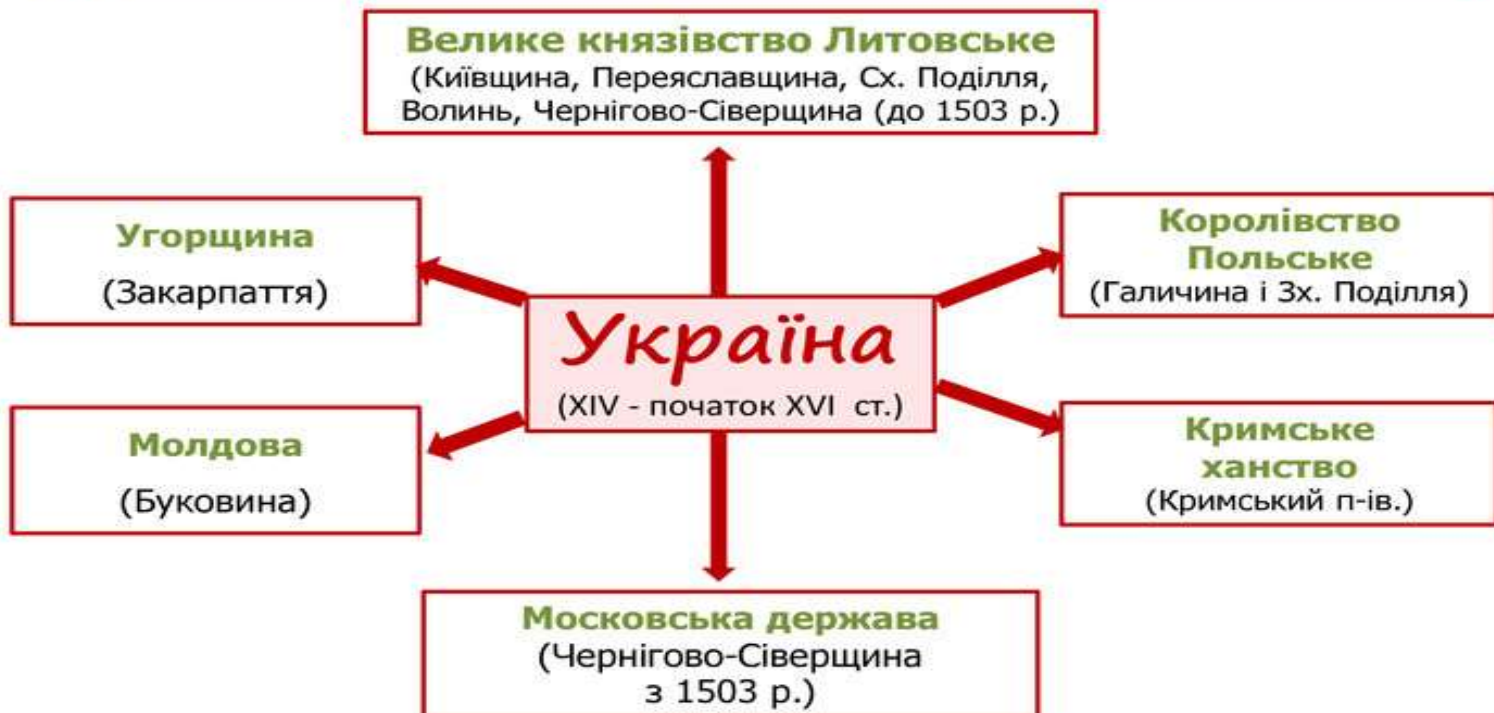 Велике князівство Литовське
(Київщина, Переяславщина, Сх. Поділля,
Волинь, Чернігово-Сіверщина (до 1503 р.)
Угорщина
(Закарпаття)
Королівство
Польське
(Галичина і Зх. Поділля)
Україна
(XIV - початок XVI ст.)
Молдова
(Буковина)
Кримське
ханство
(Кримський п-ів.)
Московська держава
(Чернігово-Сіверщина
з 1503 р.)